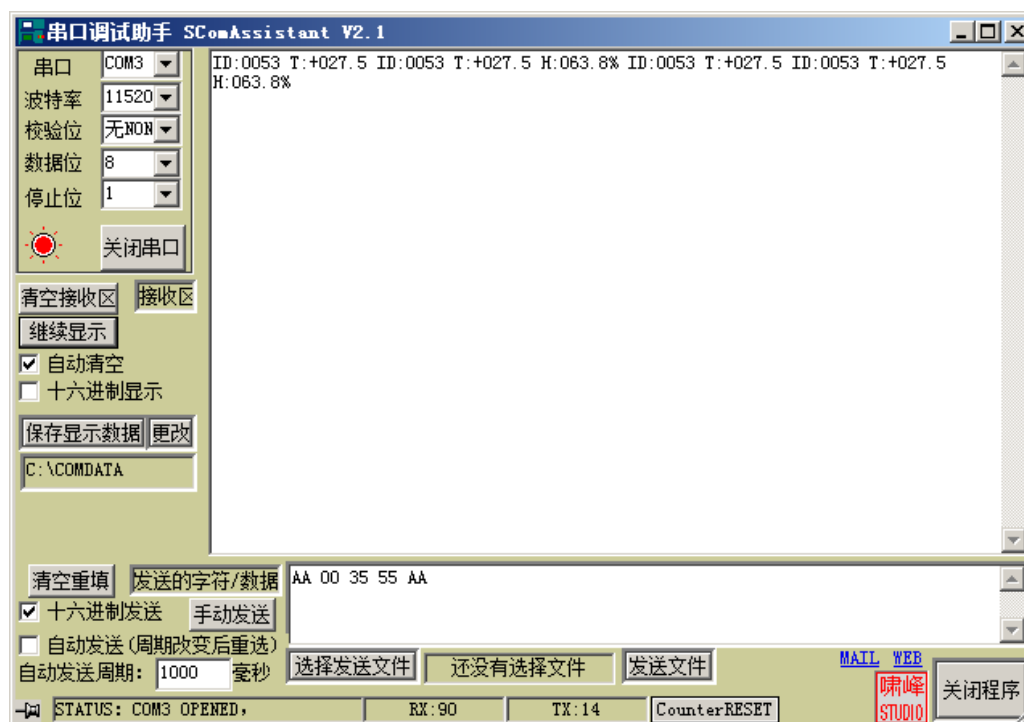 串口调试助手 SComAssistant V2.1
串口 COM3
波特率 11520
校验位 无NON
数据位 8
停止位 1
关闭串口
清空接收区 接收区
继续显示
自动清空
十六进制显示
保存显示数据 更改
C:\COMDATA
ID:0053 T:+027.5 ID:0053 T:+027.5 H:063.8% ID:0053 T:+027.5 ID:0053 T:+027.5
H:063.8%
清空重填 发送的字符/数据 AA 00 35 55 AA
十六进制发送 手动发送
自动发送(周期改变后重选)
自动发送周期: 1000 毫秒 选择发送文件 还没有选择文件 发送文件
MAIL WEB
啸峰
STUDIO
关闭程序
STATUS: COM3 OPENED, RX:90 TX:14 CounterRESET